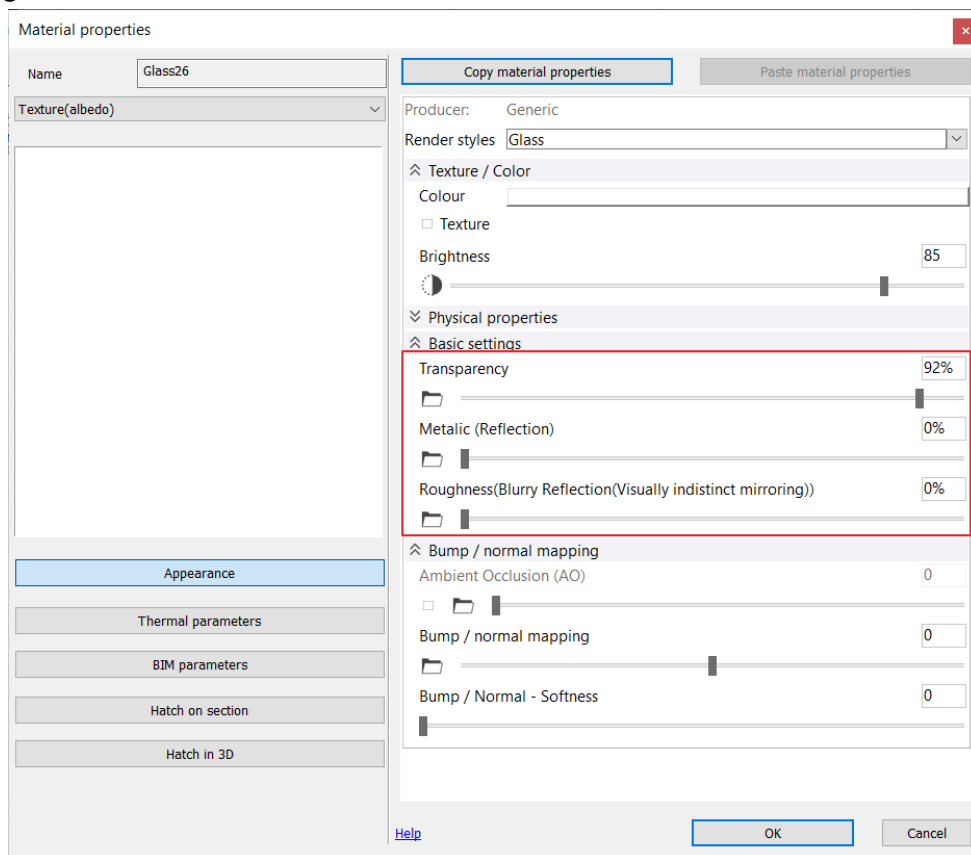 Material properties
Name
Glass26
Texture(albedo)
Appearance
Thermal parameters
BIM parameters
Hatch on section
Hatch in 3D
Copy material properties
Paste material properties
Producer: Generic
Render styles Glass
Texture / Color
Colour
Texture
Brightness 85
Physical properties
Basic settings
Transparency 92%
Metalic (Reflection) 0%
Roughness(Blurry Reflection(Visually indistinct mirroring)) 0%
Bump / normal mapping
Ambient Occlusion (AO) 0
Bump / normal mapping 0
Bump / Normal - Softness 0
Help
OK
Cancel